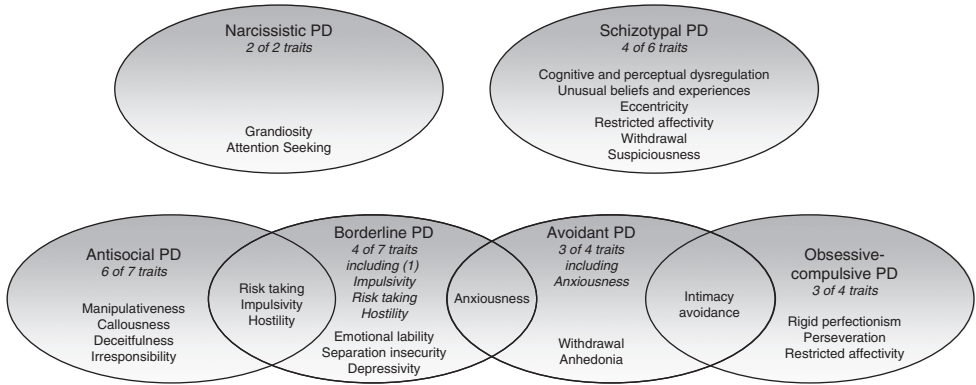 Narcissistic PD
2 of 2 traits
Grandiosity
Attention Seeking
Schizotypal PD
4 of 6 traits
Cognitive and perceptual dysregulation
Unusual beliefs and experiences
Eccentricity
Restricted affectivity
Withdrawal
Suspiciousness
Antisocial PD
6 of 7 traits
Manipulativeness
Callousness
Deceitfulness
Irresponsibility
Risk taking
Impulsivity
Hostility
Borderline PD
4 of 7 traits
including (1)
Impulsivity
Risk taking
Hostility
Emotional lability
Separation insecurity
Depressivity
Anxiousness
Avoidant PD
3 of 4 traits
including
Anxiousness
Withdrawal
Anhedonia
Intimacy
avoidance
Obsessive-
compulsive PD
3 of 4 traits
Rigid perfectionism
Perseveration
Restricted affectivity